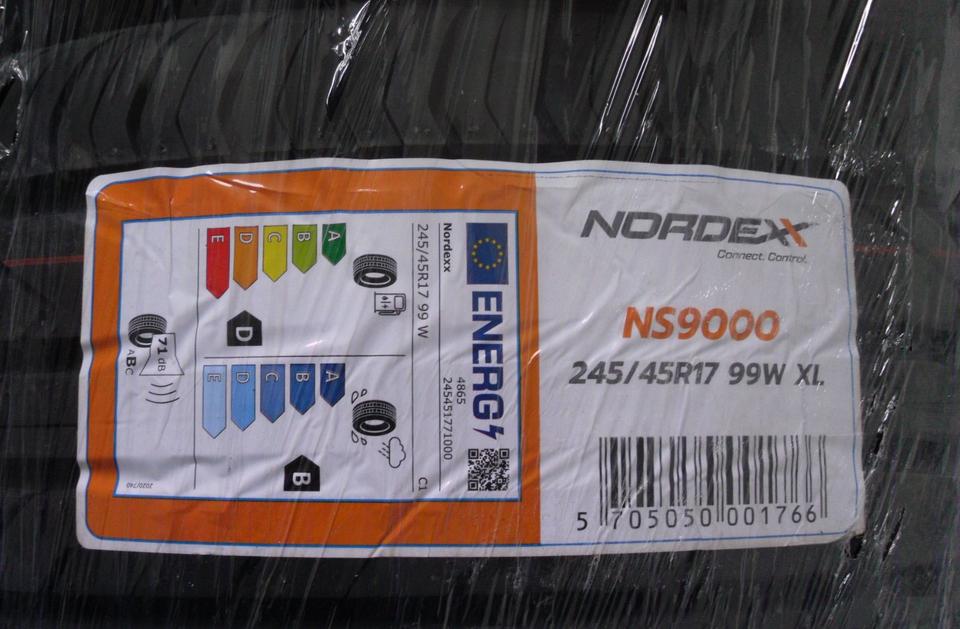 NORDEXX
Connect. Control.
NS9000
245/45R17 99W XL
5 705050 001766
ENERG
4865
245451771000
Nordexx
245/45R17 99 W
C1
A
B
C
D
E
D
A
B
C
D
E
B
71 dB
ABC
2020/740